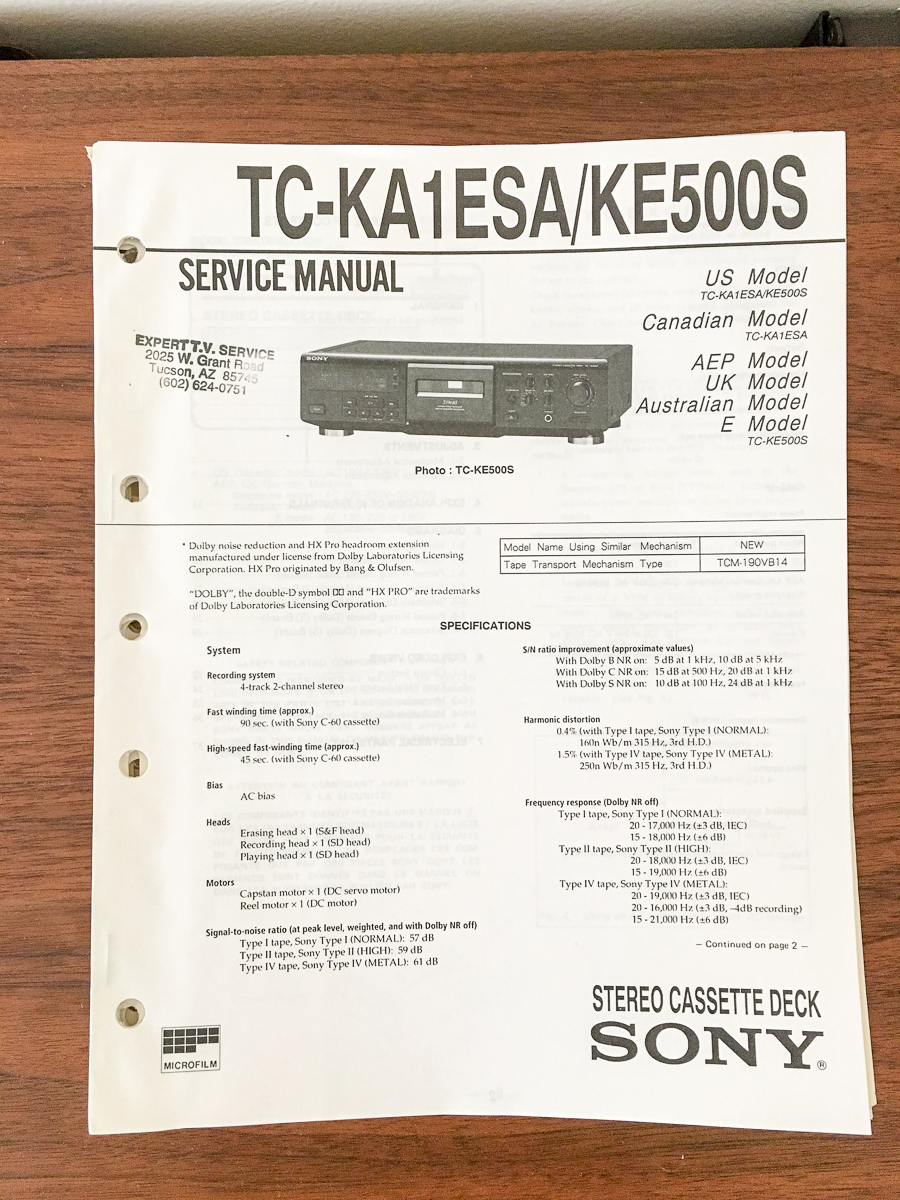 TC-KA1ESA/KE500S
SERVICE MANUAL
US Model
TC-KA1ESA/KE500S
Canadian Model
TC-KA1ESA
AEP Model
UK Model
Australian Model
E Model
TC-KE500S
EXPERT T.V. SERVICE
2025 W. Grant Road
Tucson, AZ 85745
(602) 624-0751
SONY
Photo : TC-KE500S
* Dolby noise reduction and HX Pro headroom extension
manufactured under license from Dolby Laboratories Licensing
Corporation. HX Pro originated by Bang & Olufsen.
“DOLBY”, the double-D symbol and “HX PRO” are trademarks
of Dolby Laboratories Licensing Corporation.
Model Name Using Similar Mechanism NEW
Tape Transport Mechanism Type TCM-190VB14
SPECIFICATIONS
System
Recording system
4-track 2-channel stereo
Fast winding time (approx.)
90 sec. (with Sony C-60 cassette)
High-speed fast-winding time (approx.)
45 sec. (with Sony C-60 cassette)
Bias
AC bias
Heads
Erasing head × 1 (S&F head)
Recording head × 1 (SD head)
Playing head × 1 (SD head)
Motors
Capstan motor × 1 (DC servo motor)
Reel motor × 1 (DC motor)
Signal-to-noise ratio (at peak level, weighted, and with Dolby NR off)
Type I tape, Sony Type I (NORMAL): 57 dB
Type II tape, Sony Type II (HIGH): 59 dB
Type IV tape, Sony Type IV (METAL): 61 dB
S/N ratio improvement (approximate values)
With Dolby B NR on: 5 dB at 1 kHz, 10 dB at 5 kHz
With Dolby C NR on: 15 dB at 500 Hz, 20 dB at 1 kHz
With Dolby S NR on: 10 dB at 100 Hz, 24 dB at 1 kHz
Harmonic distortion
0.4% (with Type I tape, Sony Type I (NORMAL):
160n Wb/m 315 Hz, 3rd H.D.)
1.5% (with Type IV tape, Sony Type IV (METAL):
250n Wb/m 315 Hz, 3rd H.D.)
Frequency response (Dolby NR off)
Type I tape, Sony Type I (NORMAL):
20 - 17,000 Hz (±3 dB, IEC)
15 - 18,000 Hz (±6 dB)
Type II tape, Sony Type II (HIGH):
20 - 18,000 Hz (±3 dB, IEC)
15 - 19,000 Hz (±6 dB)
Type IV tape, Sony Type IV (METAL):
20 - 19,000 Hz (±3 dB, IEC)
20 - 16,000 Hz (±3 dB, –4dB recording)
15 - 21,000 Hz (±6 dB)
– Continued on page 2 –
MICROFILM
STEREO CASSETTE DECK
SONY®